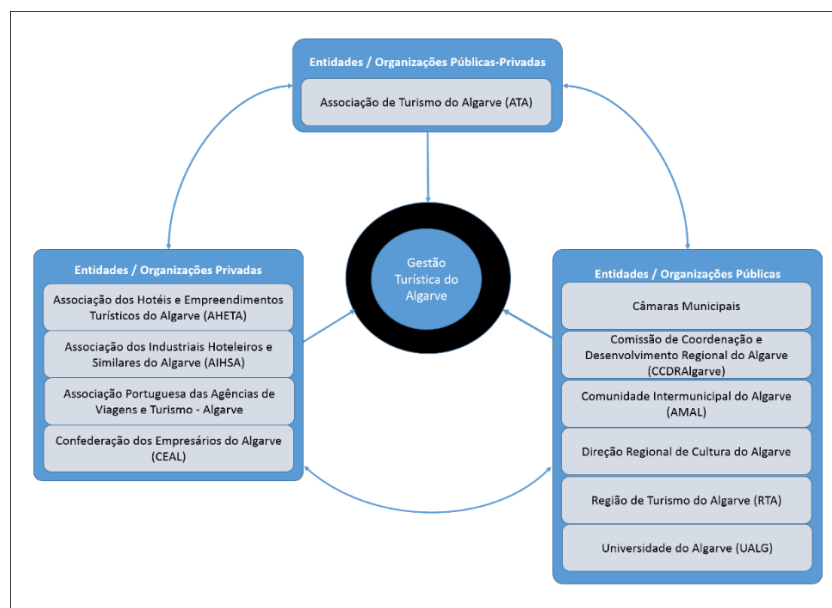 Entidades / Organizações Públicas-Privadas
Associação de Turismo do Algarve (ATA)
Gestão
Turística do
Algarve
Entidades / Organizações Privadas
Associação dos Hotéis e Empreendimentos
Turísticos do Algarve (AHETA)
Associação dos Industriais Hoteleiros e
Similares do Algarve (AIHSA)
Associação Portuguesa das Agências de
Viagens e Turismo - Algarve
Confederação dos Empresários do Algarve
(CEAL)
Entidades / Organizações Públicas
Câmaras Municipais
Comissão de Coordenação e
Desenvolvimento Regional do Algarve
(CCDRAlgarve)
Comunidade Intermunicipal do Algarve
(AMAL)
Direção Regional de Cultura do Algarve
Região de Turismo do Algarve (RTA)
Universidade do Algarve (UALG)